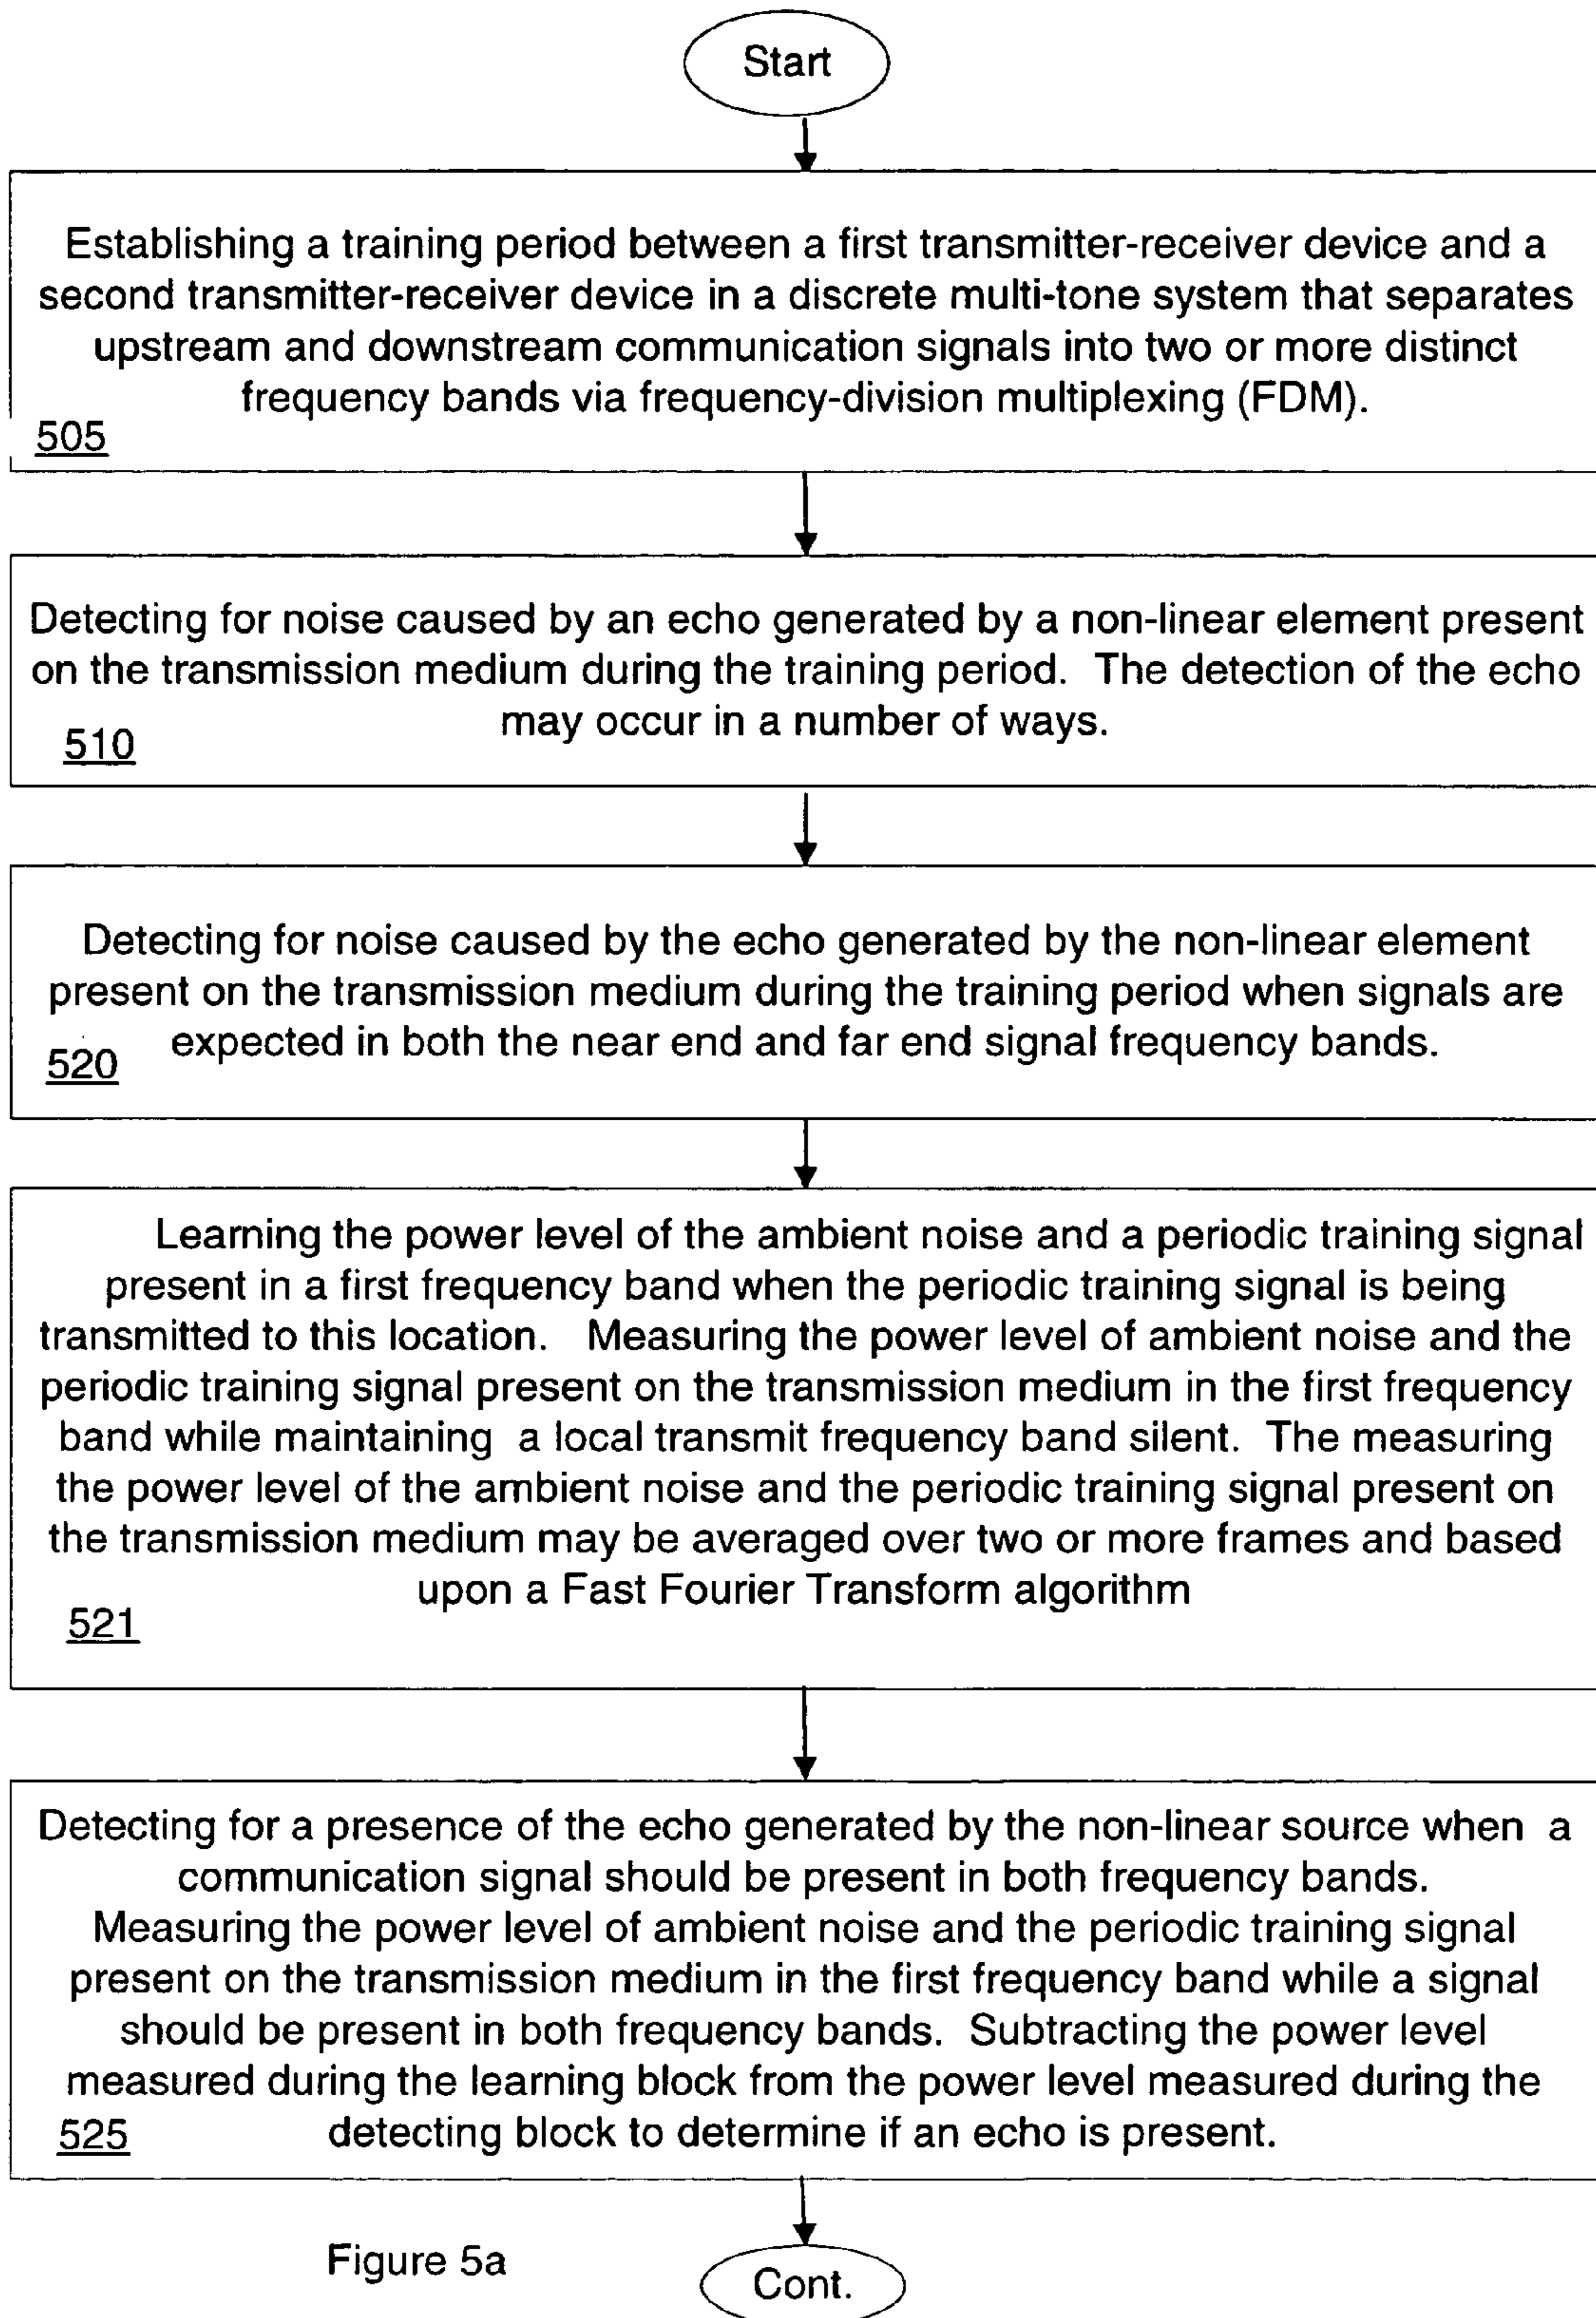 Start
Establishing a training period between a first transmitter-receiver device and a
second transmitter-receiver device in a discrete multi-tone system that separates
upstream and downstream communication signals into two or more distinct
frequency bands via frequency-division multiplexing (FDM).
505
Detecting for noise caused by an echo generated by a non-linear element present
on the transmission medium during the training period. The detection of the echo
may occur in a number of ways.
510
Detecting for noise caused by the echo generated by the non-linear element
present on the transmission medium during the training period when signals are
expected in both the near end and far end signal frequency bands.
520
Learning the power level of the ambient noise and a periodic training signal
present in a first frequency band when the periodic training signal is being
transmitted to this location. Measuring the power level of ambient noise and the
periodic training signal present on the transmission medium in the first frequency
band while maintaining a local transmit frequency band silent. The measuring
the power level of the ambient noise and the periodic training signal present on
the transmission medium may be averaged over two or more frames and based
upon a Fast Fourier Transform algorithm
521
Detecting for a presence of the echo generated by the non-linear source when a
communication signal should be present in both frequency bands.
Measuring the power level of ambient noise and the periodic training signal
present on the transmission medium in the first frequency band while a signal
should be present in both frequency bands. Subtracting the power level
measured during the learning block from the power level measured during the
detecting block to determine if an echo is present.
525
Figure 5a
Cont.